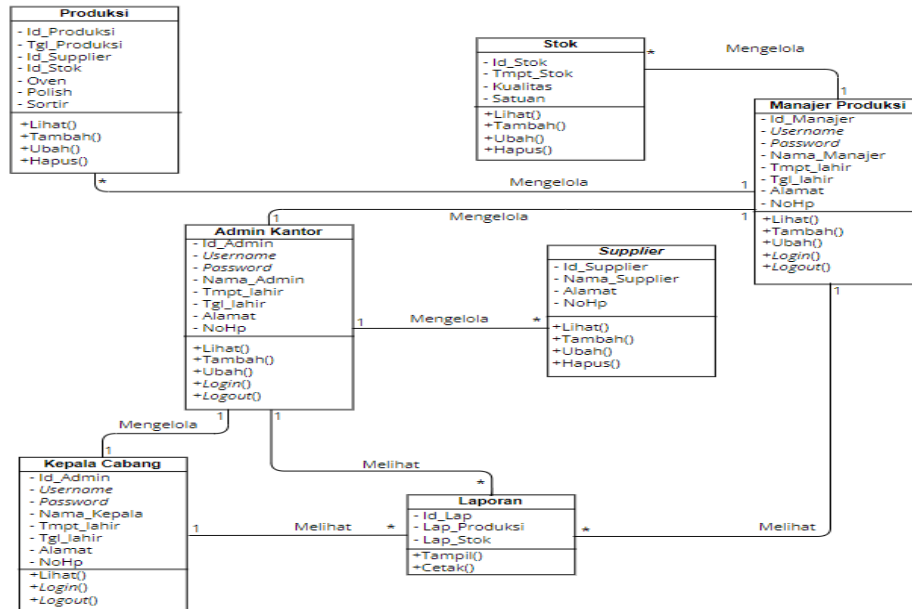 Produksi
- Id_Produksi
- Tgl_Produksi
- Id_Supplier
- Id_Stok
- Oven
- Polish
- Sortir
+Lihat()
+Tambah()
+Ubah()
+Hapus()
*
Stok
- Id_Stok
- Tmpt_Stok
- Kualitas
- Satuan
+Lihat()
+Tambah()
+Ubah()
+Hapus()
*
Mengelola
1
Manajer Produksi
- Id_Manajer
- Username
- Password
- Nama_Manajer
- Tmpt_lahir
- Tgl_lahir
- Alamat
- NoHp
+Lihat()
+Tambah()
+Ubah()
+Login()
+Logout()
Mengelola
1
1
Mengelola
1
1
Admin Kantor
- Id_Admin
- Username
- Password
- Nama_Admin
- Tmpt_lahir
- Tgl_lahir
- Alamat
- NoHp
+Lihat()
+Tambah()
+Ubah()
+Login()
+Logout()
1
Mengelola
*
Supplier
- Id_Supplier
- Nama_Supplier
- Alamat
- NoHp
+Lihat()
+Tambah()
+Ubah()
+Hapus()
1
Mengelola
1
1
Melihat
*
Kepala Cabang
- Id_Admin
- Username
- Password
- Nama_Kepala
- Tmpt_lahir
- Tgl_lahir
- Alamat
- NoHp
+Lihat()
+Login()
+Logout()
1
Melihat
*
Laporan
- Id_Lap
- Lap_Produksi
- Lap_Stok
+Tampil()
+Cetak()
*
Melihat